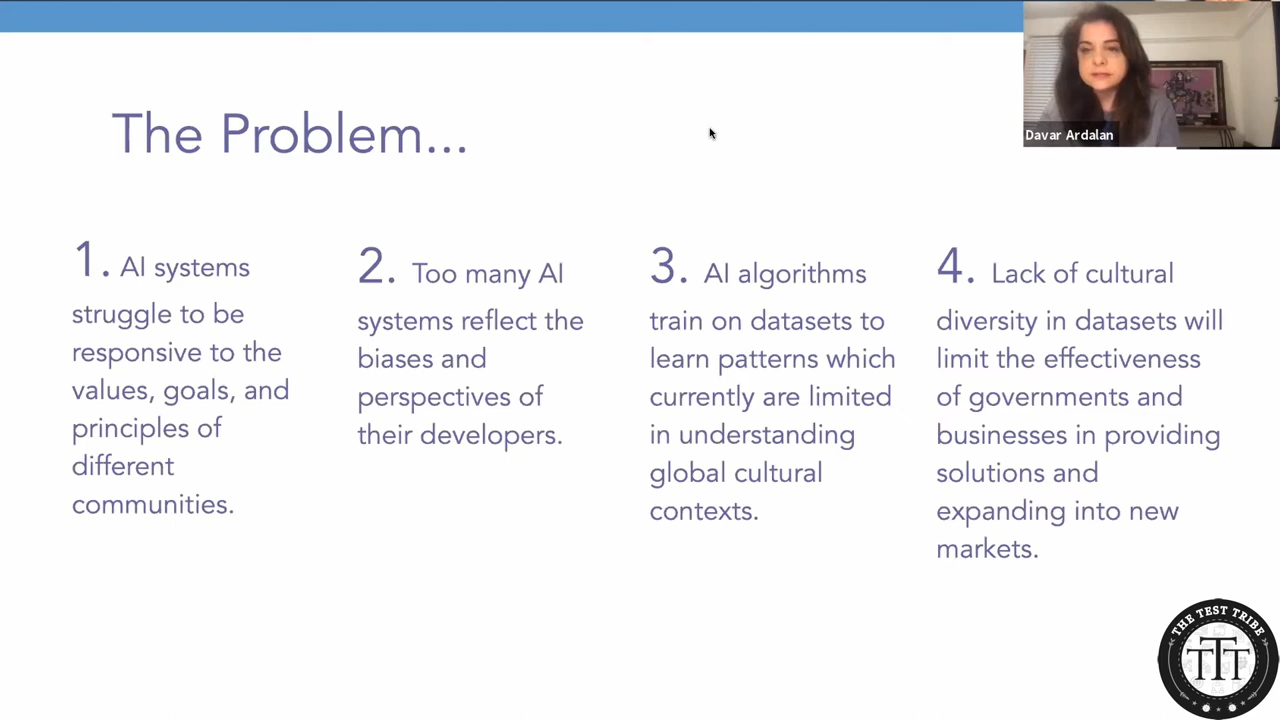 The Problem...
Davar Ardalan
1. AI systems
struggle to be
responsive to the
values, goals, and
principles of
different
communities.
2. Too many AI
systems reflect the
biases and
perspectives of
their developers.
3. AI algorithms
train on datasets to
learn patterns which
currently are limited
in understanding
global cultural
contexts.
4. Lack of cultural
diversity in datasets will
limit the effectiveness
of governments and
businesses in providing
solutions and
expanding into new
markets.
THE TEST TRIBE
TTT